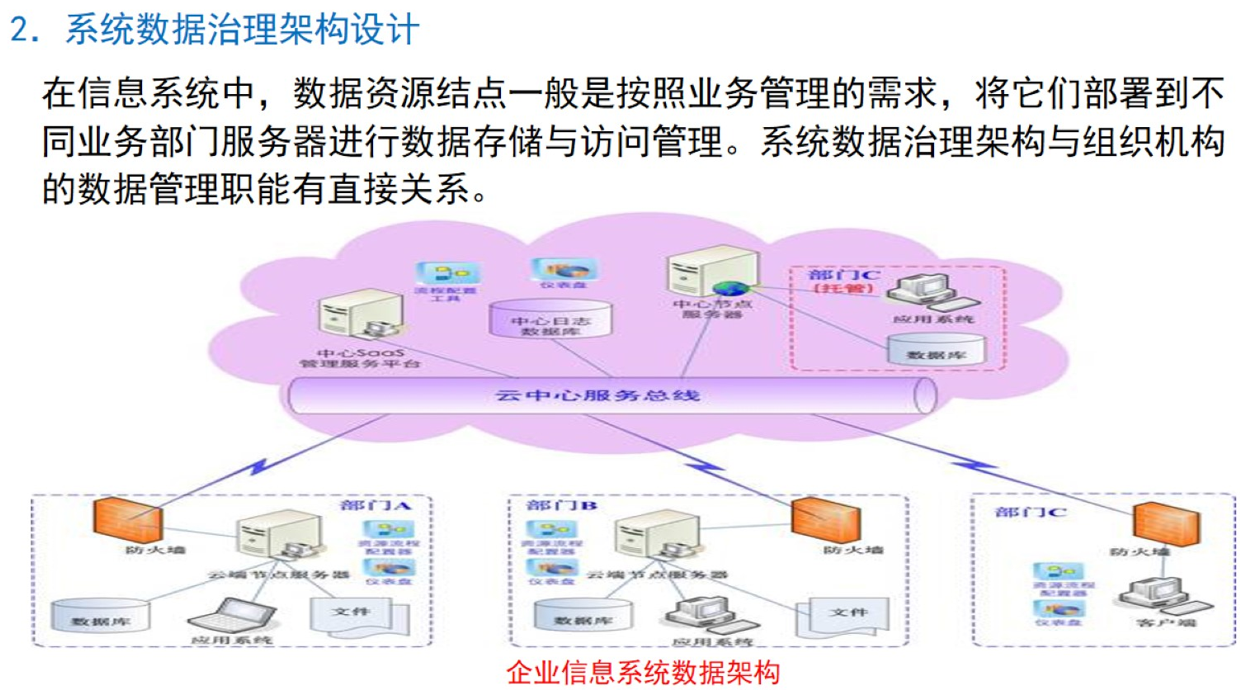 2．系统数据治理架构设计
在信息系统中，数据资源结点一般是按照业务管理的需求，将它们部署到不
同业务部门服务器进行数据存储与访问管理。系统数据治理架构与组织机构
的数据管理职能有直接关系。
流程配置
工具
仪表盘
中心节点
服务器
部门C
(托管)
应用系统
数据库
中心SaaS
管理服务平台
中心日志
数据库
云中心服务总线
部门A
防火墙
云端节点服务器
资源流程
配置器
仪表盘
数据库
应用系统
文件
部门B
资源流程
配置器
仪表盘
云端节点服务器
防火墙
数据库
应用系统
文件
部门C
防火墙
资源流程
配置器
仪表盘
客户端
企业信息系统数据架构